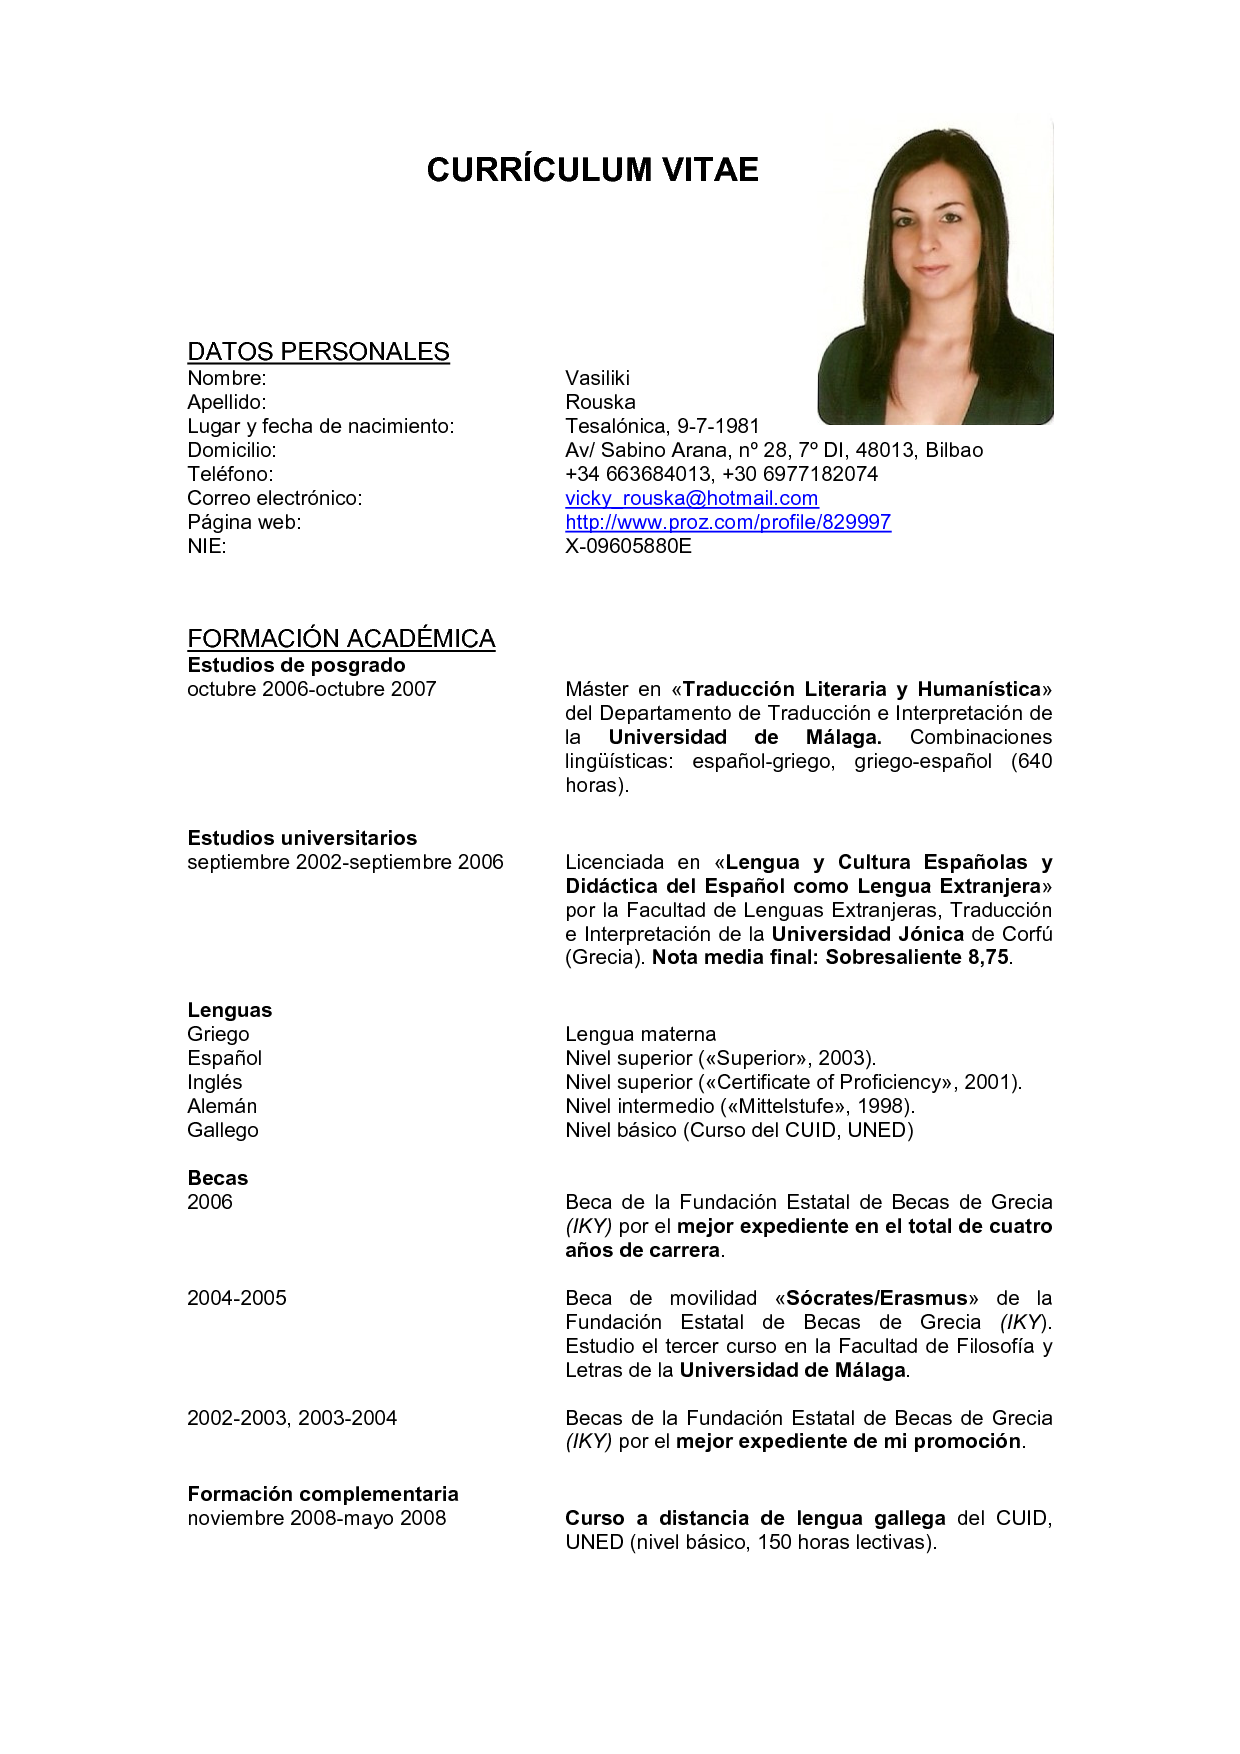 CURRÍCULUM VITAE
DATOS PERSONALES
Nombre: Vasiliki
Apellido: Rouska
Lugar y fecha de nacimiento: Tesalónica, 9-7-1981
Domicilio: Av/ Sabino Arana, nº 28, 7º DI, 48013, Bilbao
Teléfono: +34 663684013, +30 6977182074
Correo electrónico: vicky_rouska@hotmail.com
Página web: http://www.proz.com/profile/829997
NIE: X-09605880E
FORMACIÓN ACADÉMICA
Estudios de posgrado
octubre 2006-octubre 2007 Máster en «Traducción Literaria y Humanística»
del Departamento de Traducción e Interpretación de
la Universidad de Málaga. Combinaciones
lingüísticas: español-griego, griego-español (640
horas).
Estudios universitarios
septiembre 2002-septiembre 2006 Licenciada en «Lengua y Cultura Españolas y
Didáctica del Español como Lengua Extranjera»
por la Facultad de Lenguas Extranjeras, Traducción
e Interpretación de la Universidad Jónica de Corfú
(Grecia). Nota media final: Sobresaliente 8,75.
Lenguas
Griego Lengua materna
Español Nivel superior («Superior», 2003).
Inglés Nivel superior («Certificate of Proficiency», 2001).
Alemán Nivel intermedio («Mittelstufe», 1998).
Gallego Nivel básico (Curso del CUID, UNED)
Becas
2006 Beca de la Fundación Estatal de Becas de Grecia
(IKY) por el mejor expediente en el total de cuatro
años de carrera.
2004-2005 Beca de movilidad «Sócrates/Erasmus» de la
Fundación Estatal de Becas de Grecia (IKY).
Estudio el tercer curso en la Facultad de Filosofía y
Letras de la Universidad de Málaga.
2002-2003, 2003-2004 Becas de la Fundación Estatal de Becas de Grecia
(IKY) por el mejor expediente de mi promoción.
Formación complementaria
noviembre 2008-mayo 2008 Curso a distancia de lengua gallega del CUID,
UNED (nivel básico, 150 horas lectivas).